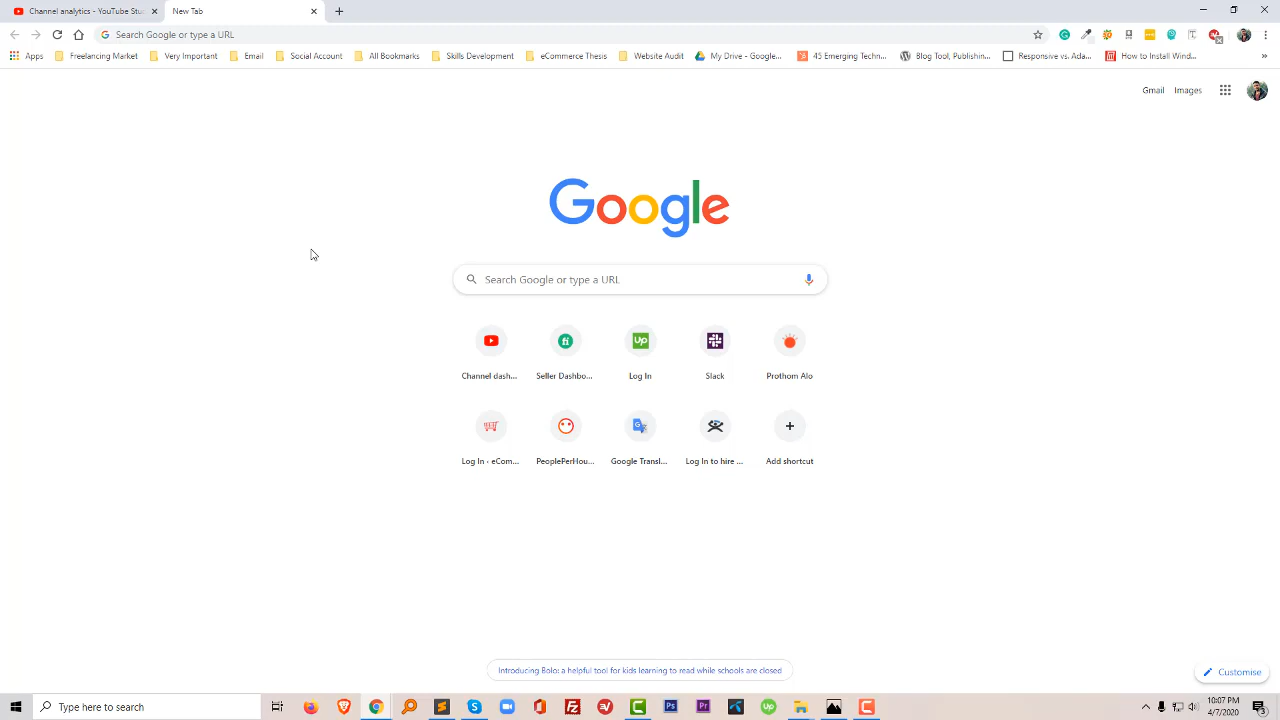 Channel analytics - YouTube Stu
New Tab
Search Google or type a URL
Apps
Freelancing Market
Very Important
Email
Social Account
All Bookmarks
Skills Development
eCommerce Thesis
Website Audit
My Drive - Google...
45 Emerging Techn...
Blog Tool, Publishin...
Responsive vs. Ada...
How to Install Wind...
»
Gmail
Images
Google
Search Google or type a URL
fi
Up
Channel dash...
Seller Dashbo...
Log In
Slack
Prothom Alo
Log In - eCom...
PeoplePerHou...
Google Transl...
Log In to hire ...
Add shortcut
Introducing Bolo: a helpful tool for kids learning to read while schools are closed
Customise
Type here to search
10:07 PM
4/7/2020